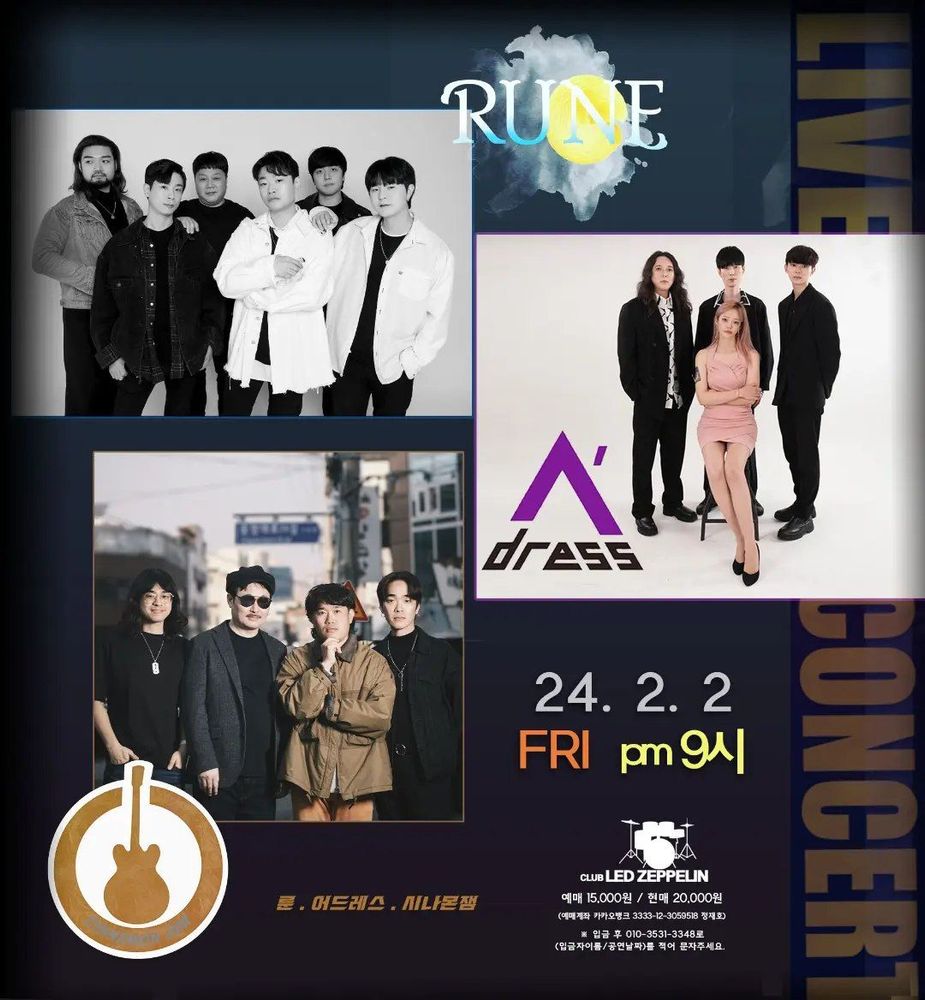 RUNE
LIVE CONCERT
A'
dress
24. 2. 2
FRI pm 9시
CLUB LED ZEPPELIN
예매 15,000원 / 현매 20,000원
(예매계좌 카카오뱅크 3333-12-3059518 정재호)
※ 입금 후 010-3531-3348로
(입금자이름/공연날짜)를 적어 문자주세요.
룬 . 어드레스 . 시나몬잼